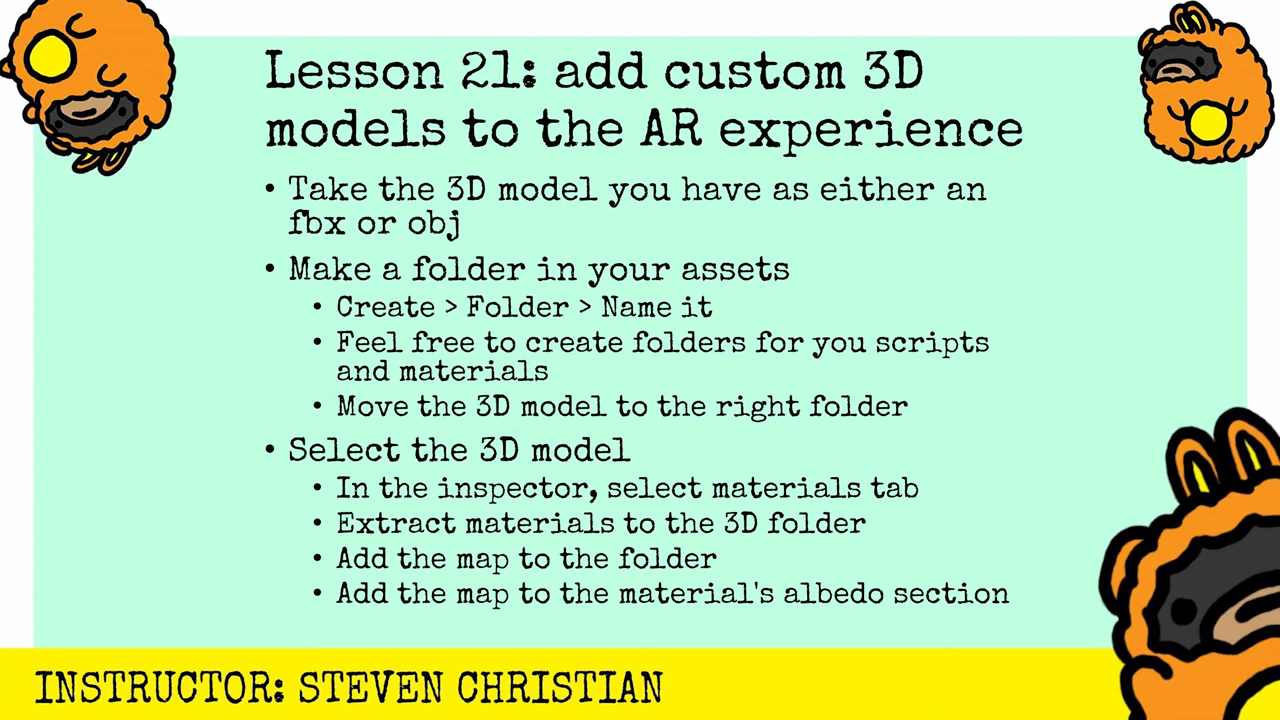 Lesson 21: add custom 3D
models to the AR experience
• Take the 3D model you have as either an
fbx or obj
• Make a folder in your assets
• Create > Folder > Name it
• Feel free to create folders for you scripts
and materials
• Move the 3D model to the right folder
• Select the 3D model
• In the inspector, select materials tab
• Extract materials to the 3D folder
• Add the map to the folder
• Add the map to the material's albedo section
INSTRUCTOR: STEVEN CHRISTIAN